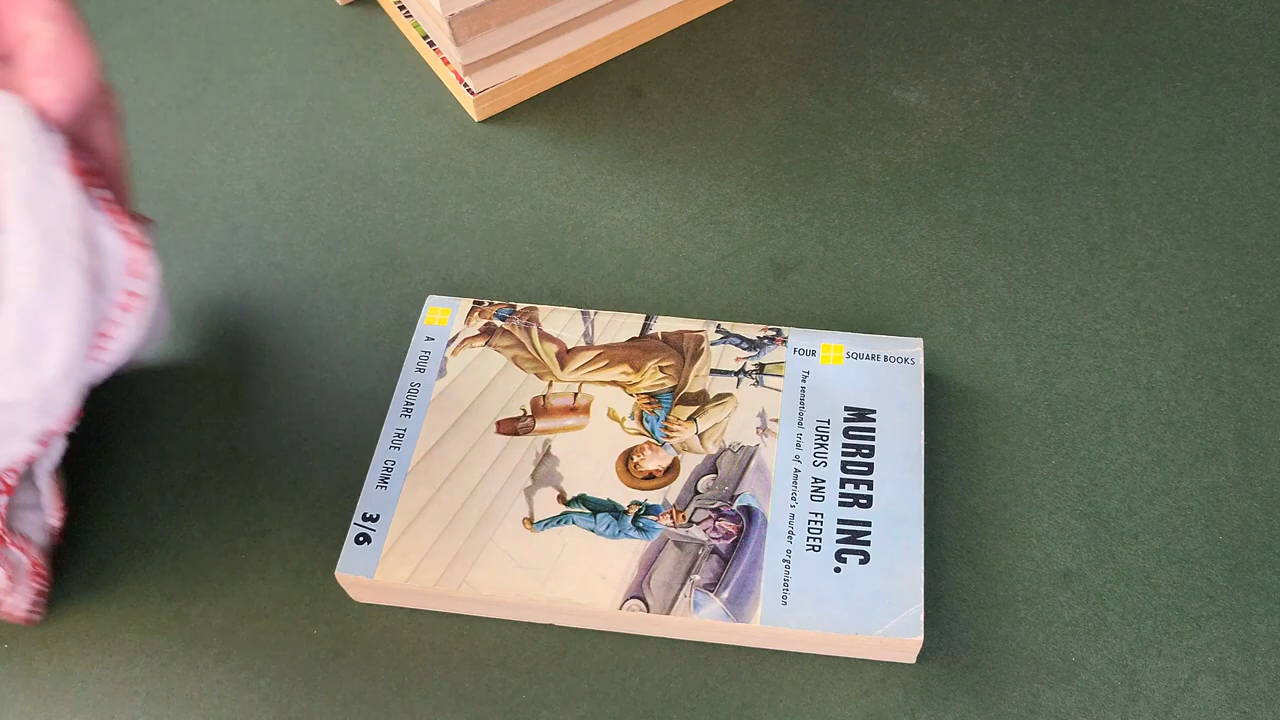 FOUR SQUARE BOOKS
MURDER INC.
TURKUS AND FEDER
The sensational trial of America's murder organisation
A FOUR SQUARE TRUE CRIME
3/6